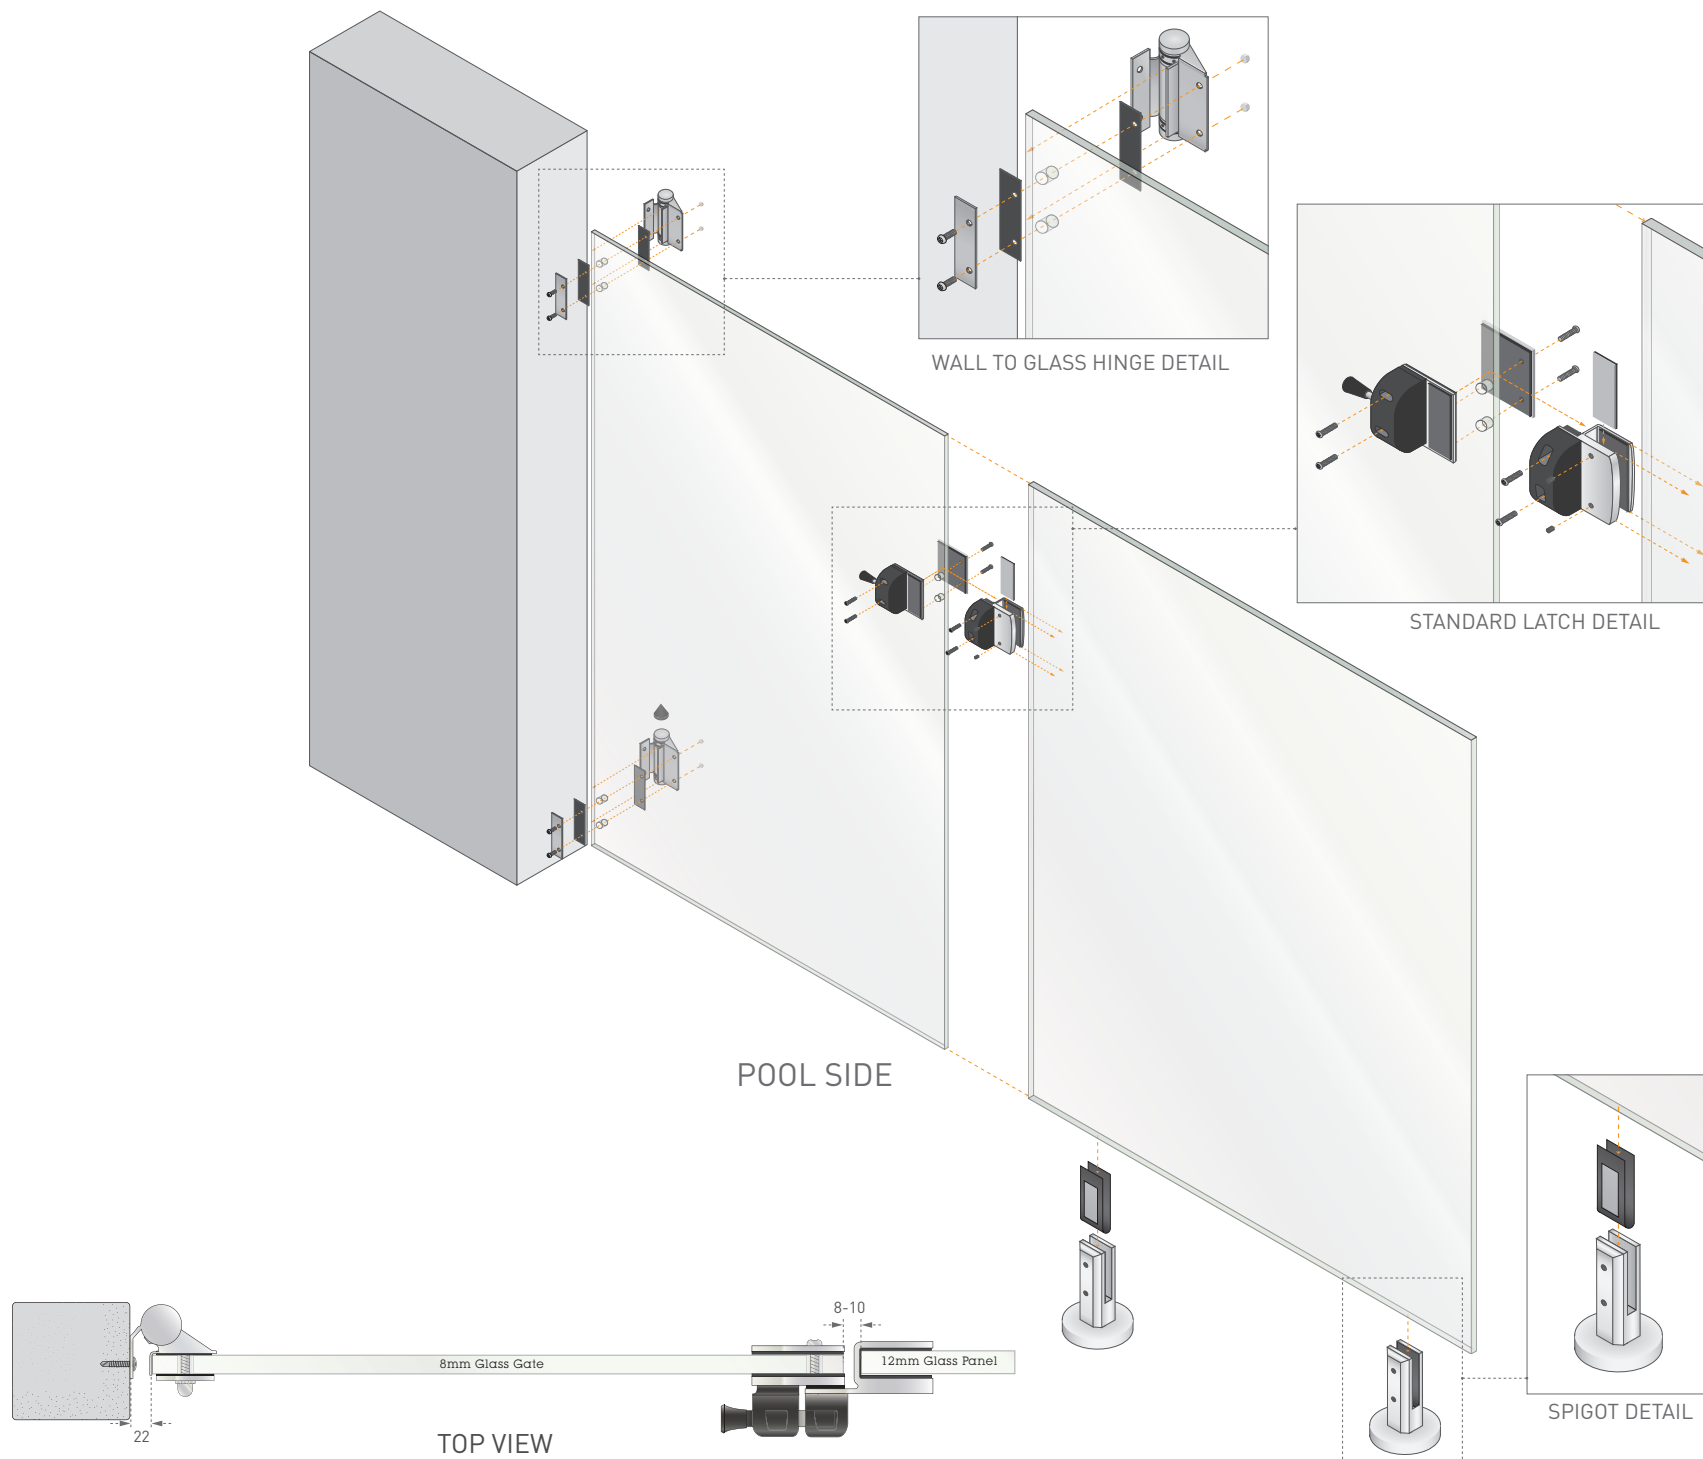 WALL TO GLASS HINGE DETAIL
STANDARD LATCH DETAIL
POOL SIDE
SPIGOT DETAIL
8-10
8mm Glass Gate
12mm Glass Panel
22
TOP VIEW